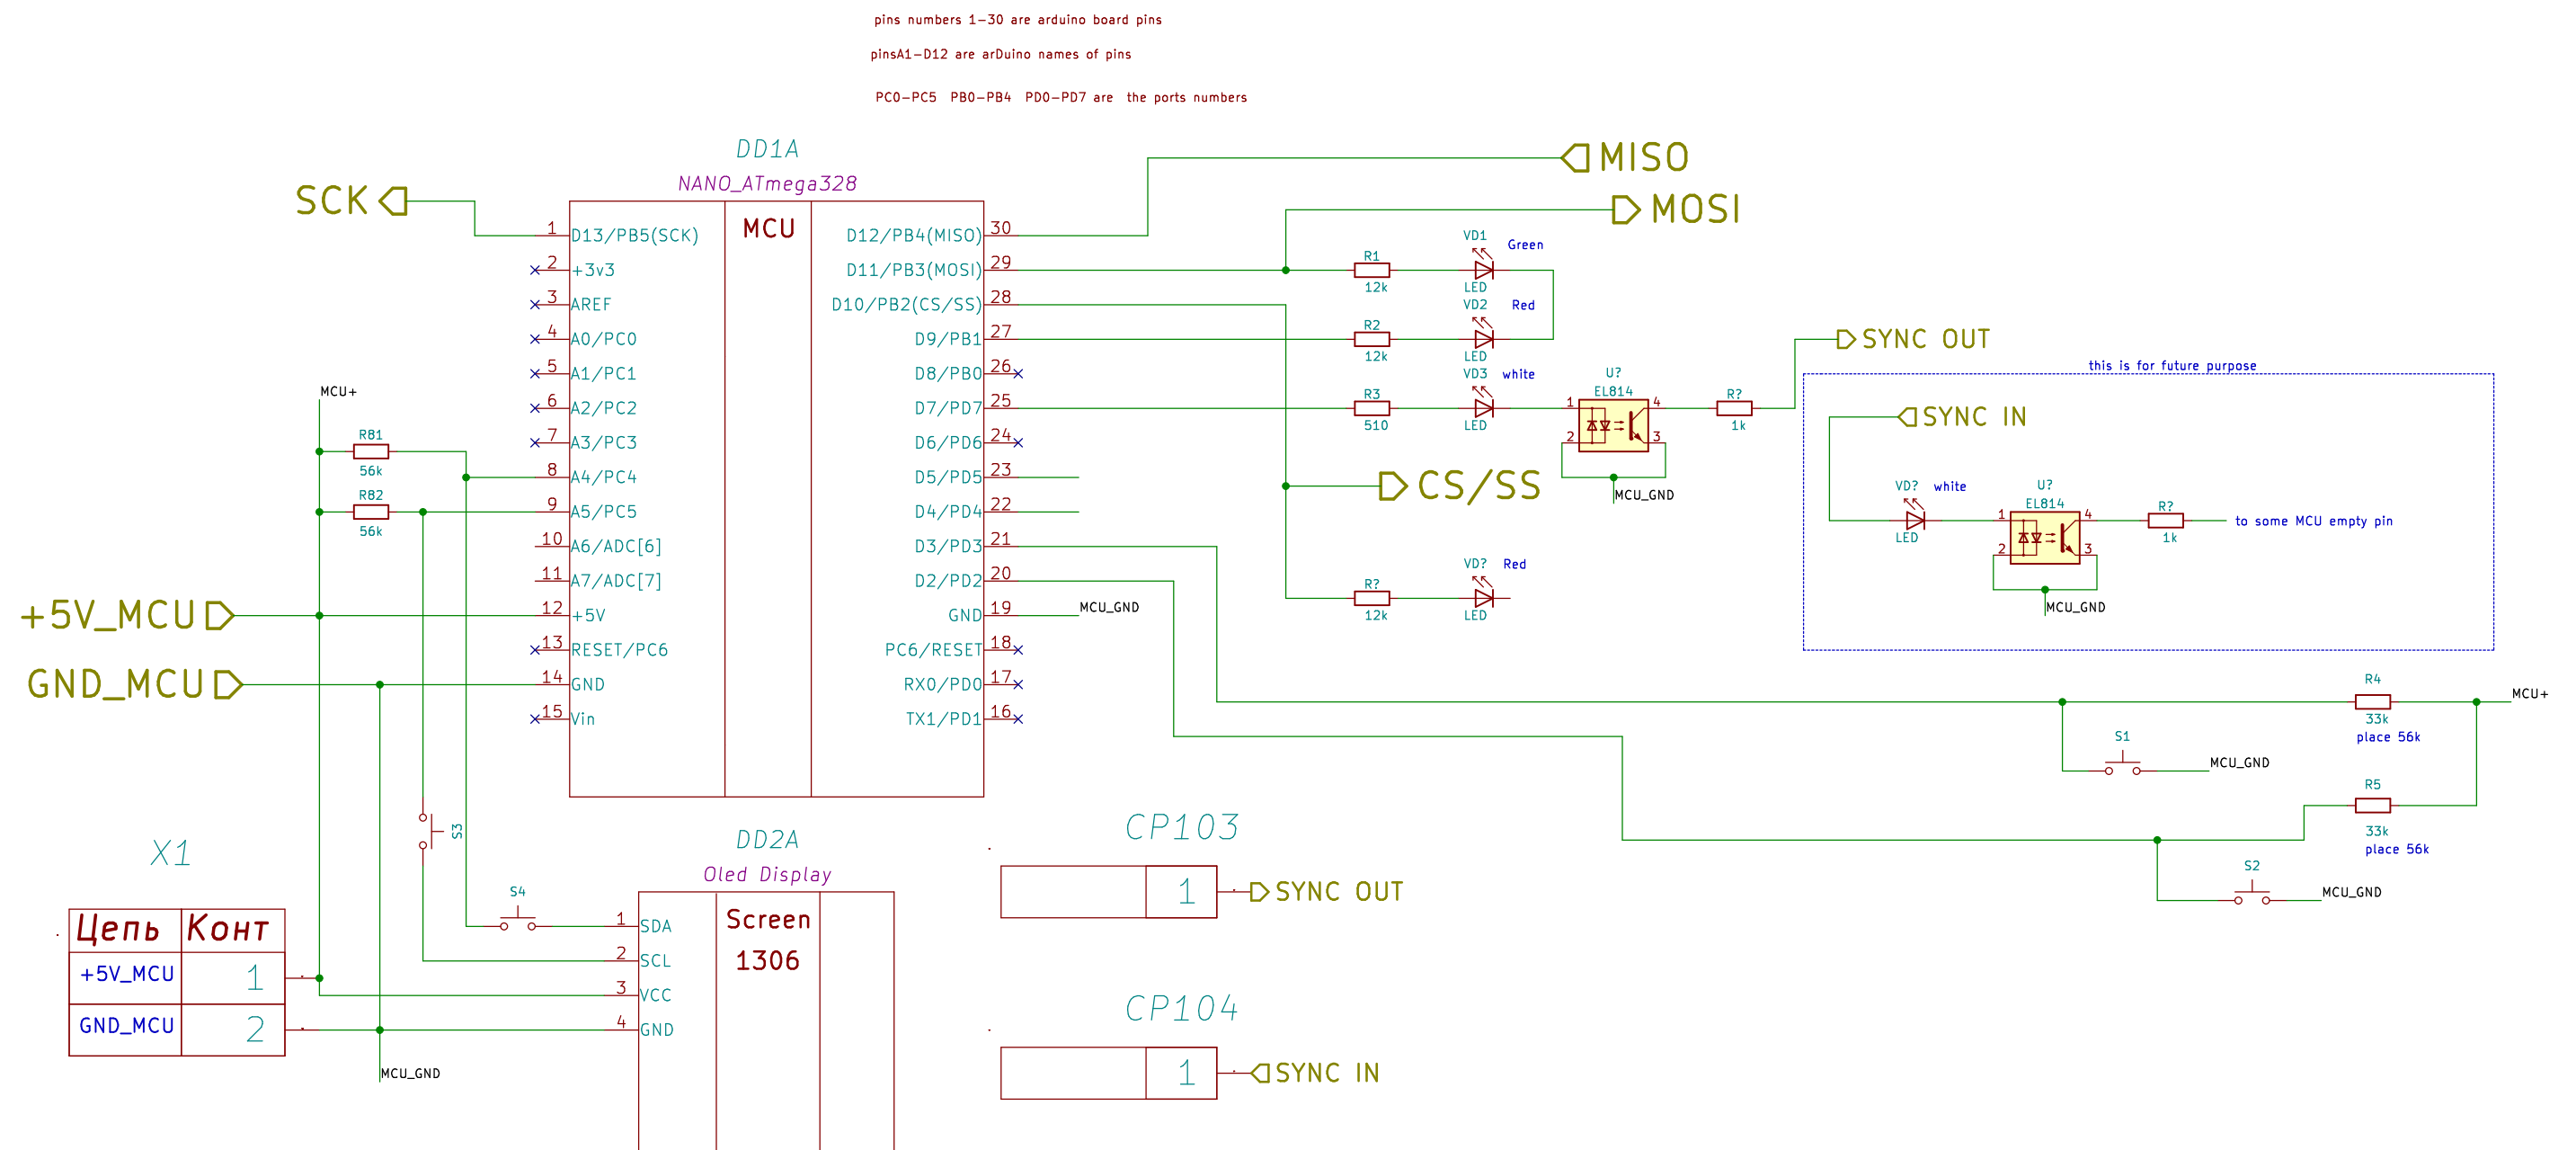 pins numbers 1-30 are arduino board pins
pinsA1-D12 are arDuino names of pins
PC0-PC5 PB0-PB4 PD0-PD7 are the ports numbers
DD1A
NANO_ATmega328
MCU
SCK
MISO
MOSI
1 D13/PB5(SCK)
2 +3v3
3 AREF
4 A0/PC0
5 A1/PC1
6 A2/PC2
7 A3/PC3
8 A4/PC4
9 A5/PC5
10 A6/ADC[6]
11 A7/ADC[7]
12 +5V
13 RESET/PC6
14 GND
15 Vin
D12/PB4(MISO) 30
D11/PB3(MOSI) 29
D10/PB2(CS/SS) 28
D9/PB1 27
D8/PB0 26
D7/PD7 25
D6/PD6 24
D5/PD5 23
D4/PD4 22
D3/PD3 21
D2/PD2 20
GND 19
PC6/RESET 18
RX0/PD0 17
TX1/PD1 16
MCU+
R81
56k
R82
56k
+5V_MCU
GND_MCU
MCU_GND
R1
12k
VD1
LED
Green
R2
12k
VD2
LED
Red
R3
510
VD3
LED
white
U?
EL814
1
2
4
3
MCU_GND
R?
1k
SYNC OUT
CS/SS
R?
12k
VD?
LED
Red
this is for future purpose
SYNC IN
VD?
LED
white
U?
EL814
1
2
4
3
MCU_GND
R?
1k
to some MCU empty pin
R4
33k
place 56k
MCU+
S1
MCU_GND
R5
33k
place 56k
S2
MCU_GND
S3
S4
X1
Цепь Конт
+5V_MCU 1
GND_MCU 2
MCU_GND
DD2A
Oled Display
Screen
1306
1 SDA
2 SCL
3 VCC
4 GND
CP103
1 SYNC OUT
CP104
1 SYNC IN